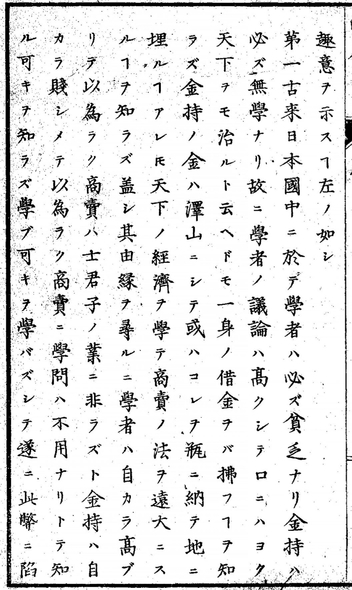 趣意ヲ示スヿ左ノ如シ
第一古来日本國中ニ於テ學者ハ必ズ貧乏ナリ金持ハ
必ズ無學ナリ故ニ學者ノ議論ハ髙クシテ口ニハヨク
天下ヲモ治ルト云ヘドモ一身ノ借金ヲバ拂フヿヲ知
ラズ金持ノ金ハ澤山ニシテ或ハコレヲ瓶ニ納テ地ニ
埋ルヿアレ𪜈天下ノ經濟ヲ學テ商賣ノ法ヲ遠大ニス
ルヿヲ知ラズ蓋シ其由縁ヲ尋ルニ學者ハ自カラ髙ブ
リテ以為ラク商賣ハ士君子ノ業ニ非ラズト金持ハ自
カラ賤シメテ以為ラク商賣ニ學問ハ不用ナリトテ知
ル可キヲ知ラズ學ブ可キヲ學バズシテ遂ニ此弊ニ陷